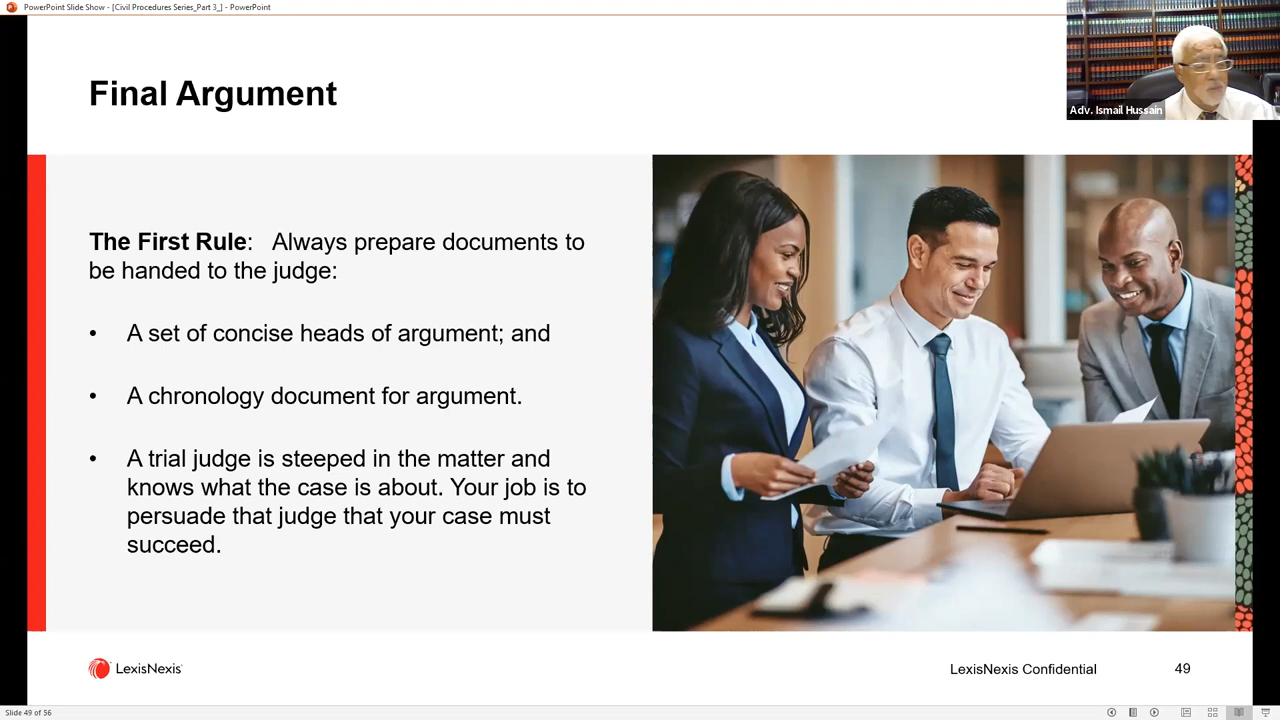 PowerPoint Slide Show - [Civil Procedures Series_Part 3_] - PowerPoint
Adv. Ismail Hussain
Final Argument
The First Rule: Always prepare documents to
be handed to the judge:
• A set of concise heads of argument; and
• A chronology document for argument.
• A trial judge is steeped in the matter and
knows what the case is about. Your job is to
persuade that judge that your case must
succeed.
LexisNexis
LexisNexis Confidential
49
Slide 49 of 56